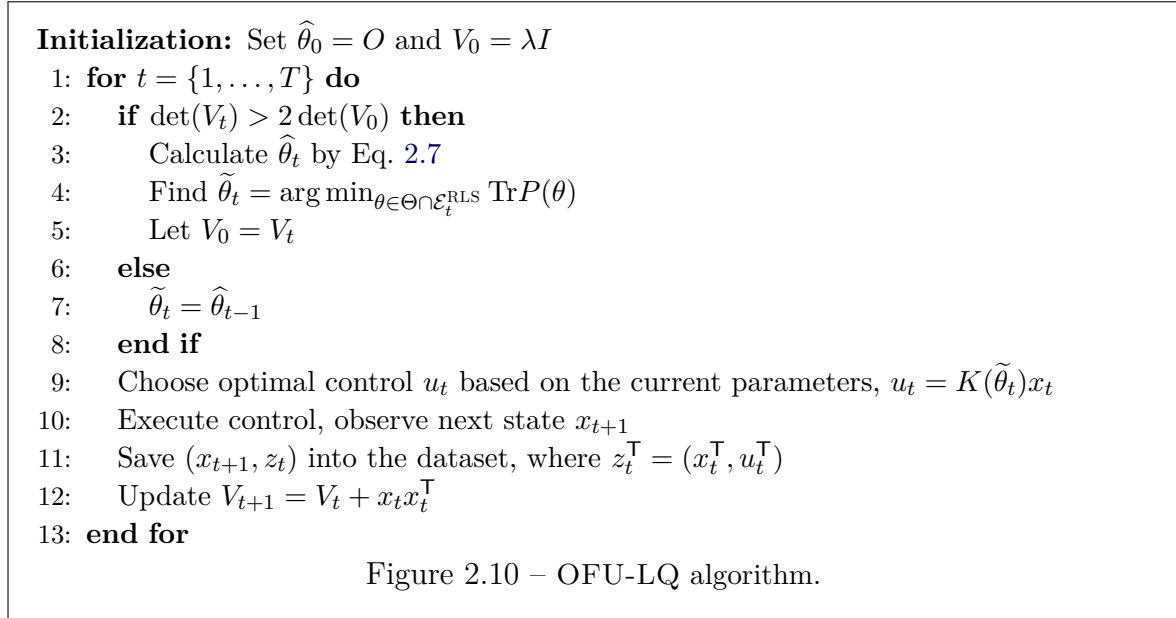 Initialization: Set θ̂₀ = O and V₀ = λI
1: for t = {1, . . . , T} do
2: if det(Vₜ) > 2 det(V₀) then
3: Calculate θ̂ₜ by Eq. 2.7
4: Find θ̃ₜ = arg min_{θ∈Θ∩ℰₜ^{RLS}} TrP(θ)
5: Let V₀ = Vₜ
6: else
7: θ̃ₜ = θ̂ₜ₋₁
8: end if
9: Choose optimal control uₜ based on the current parameters, uₜ = K(θ̃ₜ)xₜ
10: Execute control, observe next state xₜ₊₁
11: Save (xₜ₊₁, zₜ) into the dataset, where zₜᵀ = (xₜᵀ, uₜᵀ)
12: Update Vₜ₊₁ = Vₜ + xₜxₜᵀ
13: end for
Figure 2.10 – OFU-LQ algorithm.